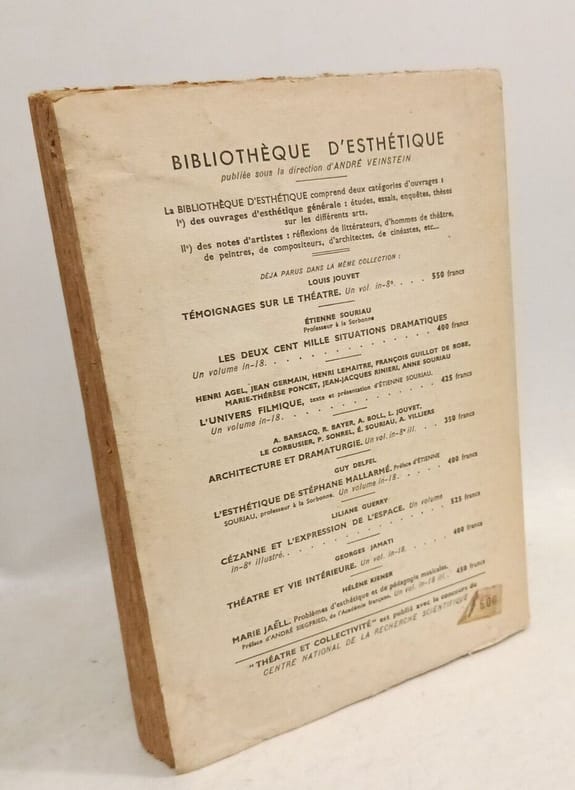 BIBLIOTHÈQUE D'ESTHÉTIQUE
publiée sous la direction d'ANDRÉ VEINSTEIN
La BIBLIOTHÈQUE D'ESTHÉTIQUE comprend deux catégories d'ouvrages :
I°) des ouvrages d'esthétique générale : études, essais, enquêtes, thèses
sur les différents arts.
II°) des notes d'artistes : réflexions de littérateurs, d'hommes de théâtre,
de peintres, de compositeurs, d'architectes, de cinéastes, etc...
DÉJA PARUS DANS LA MÊME COLLECTION :
LOUIS JOUVET
TÉMOIGNAGES SUR LE THÉATRE. Un vol. in-8°. . . . . 550 francs
ÉTIENNE SOURIAU
Professeur à la Sorbonne
LES DEUX CENT MILLE SITUATIONS DRAMATIQUES
Un volume in-18. . . . . . . . . . . . . . . . 400 francs
HENRI AGEL, JEAN GERMAIN, HENRI LEMAITRE, FRANÇOIS GUILLOT DE RODE,
MARIE-THÉRÈSE PONCET, JEAN-JACQUES RINIERI, ANNE SOURIAU
L'UNIVERS FILMIQUE, texte et présentation d'ÉTIENNE SOURIAU.
Un volume in-18. . . . . . . . . . . . . . . . 425 francs
A. BARSACQ, R. BAYER, A. BOLL, L. JOUVET,
LE CORBUSIER, P. SONREL, É. SOURIAU, A. VILLIERS
ARCHITECTURE ET DRAMATURGIE. Un vol. in-8° ill. . . . 350 francs
GUY DELFEL
L'ESTHÉTIQUE DE STÉPHANE MALLARMÉ. Préface d'ÉTIENNE
SOURIAU, professeur à la Sorbonne. Un volume in-18. . . . . 400 francs
LILIANE GUERRY
CÉZANNE ET L'EXPRESSION DE L'ESPACE. Un volume
in-8° illustré. . . . . . . . . . . . . . . . 525 francs
GEORGES JAMATI
THÉATRE ET VIE INTÉRIEURE. Un vol. in-18. . . . . . 400 francs
HÉLÈNE KIENER
MARIE JAËLL. Problèmes d'esthétique et de pédagogie musicales.
Préface d'ANDRÉ SIEGFRIED, de l'Académie française. Un vol. in-18 ill. . 450 francs
"THÉATRE ET COLLECTIVITÉ" est publié avec le concours du
CENTRE NATIONAL DE LA RECHERCHE SCIENTIFIQUE